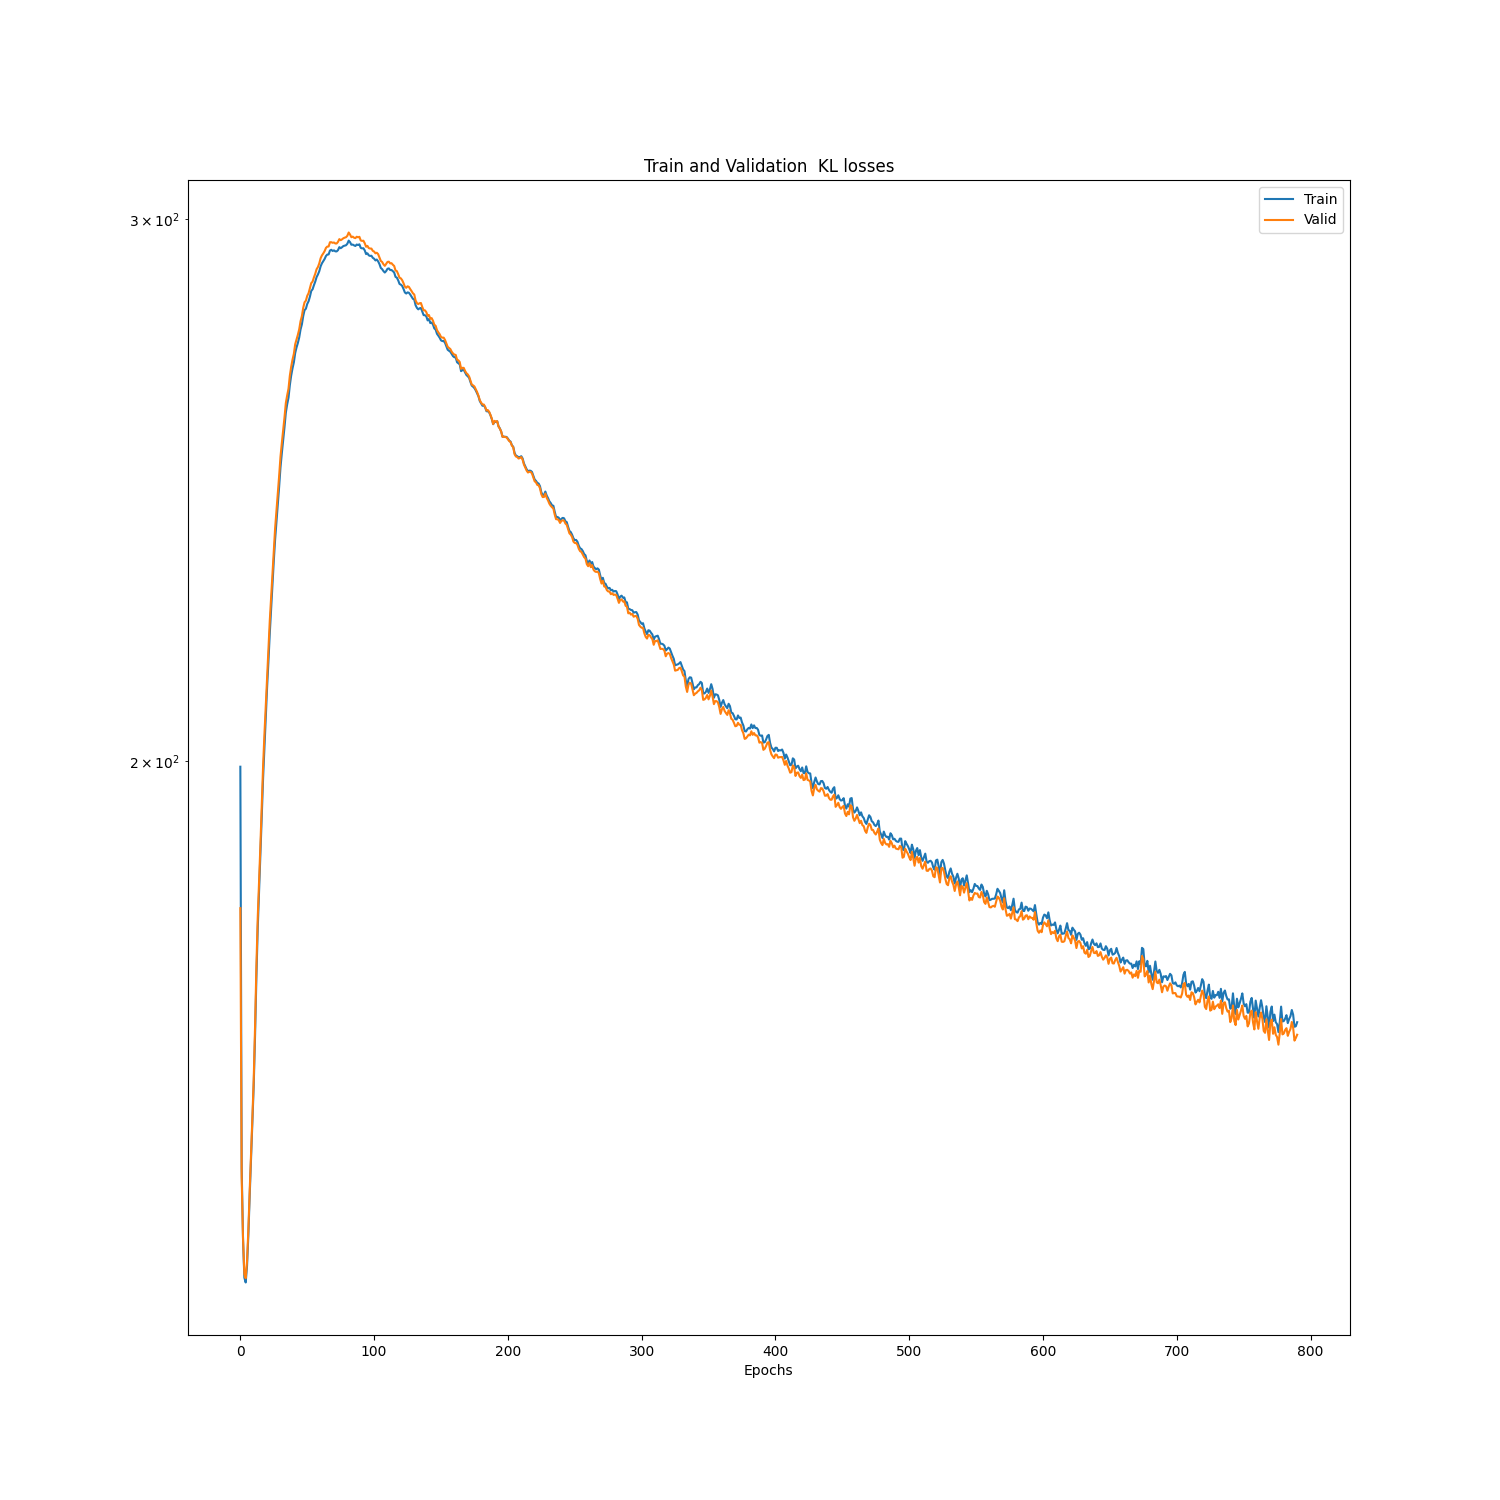 Train and Validation  KL losses
Train
Valid
3 × 10²
2 × 10²
0 100 200 300 400 500 600 700 800
Epochs